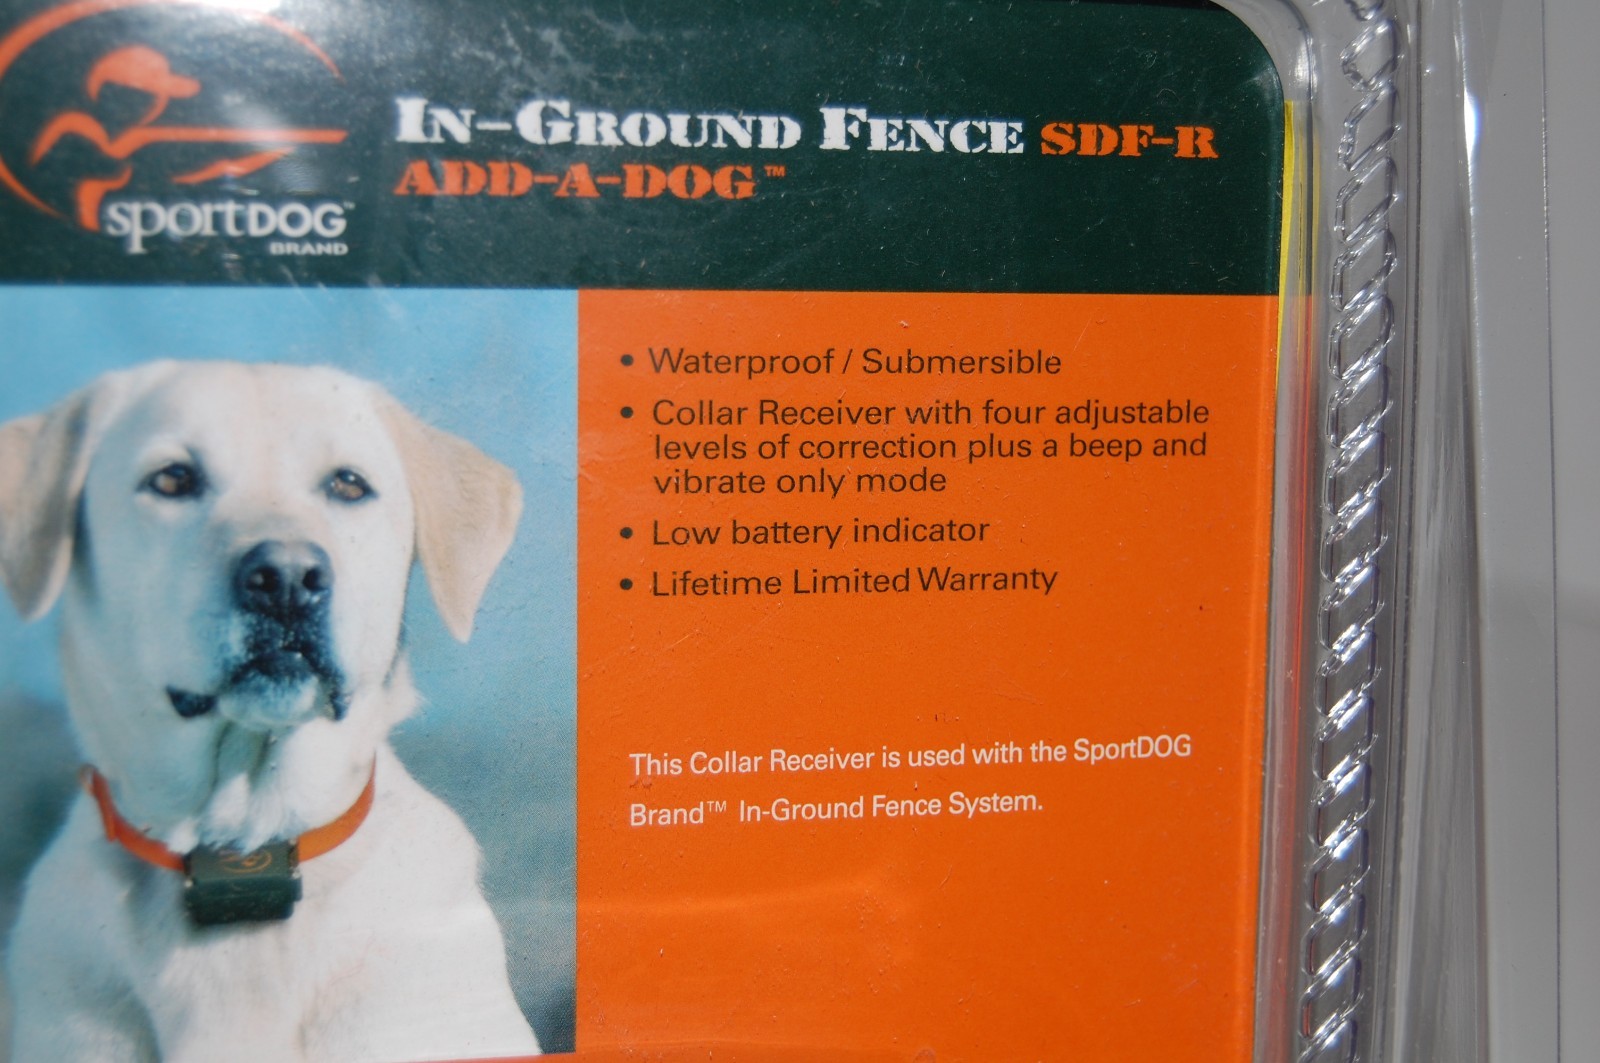 sportDOG™
BRAND
IN-GROUND FENCE SDF-R
ADD-A-DOG™
• Waterproof / Submersible
• Collar Receiver with four adjustable
levels of correction plus a beep and
vibrate only mode
• Low battery indicator
• Lifetime Limited Warranty
This Collar Receiver is used with the SportDOG
Brand™ In-Ground Fence System.